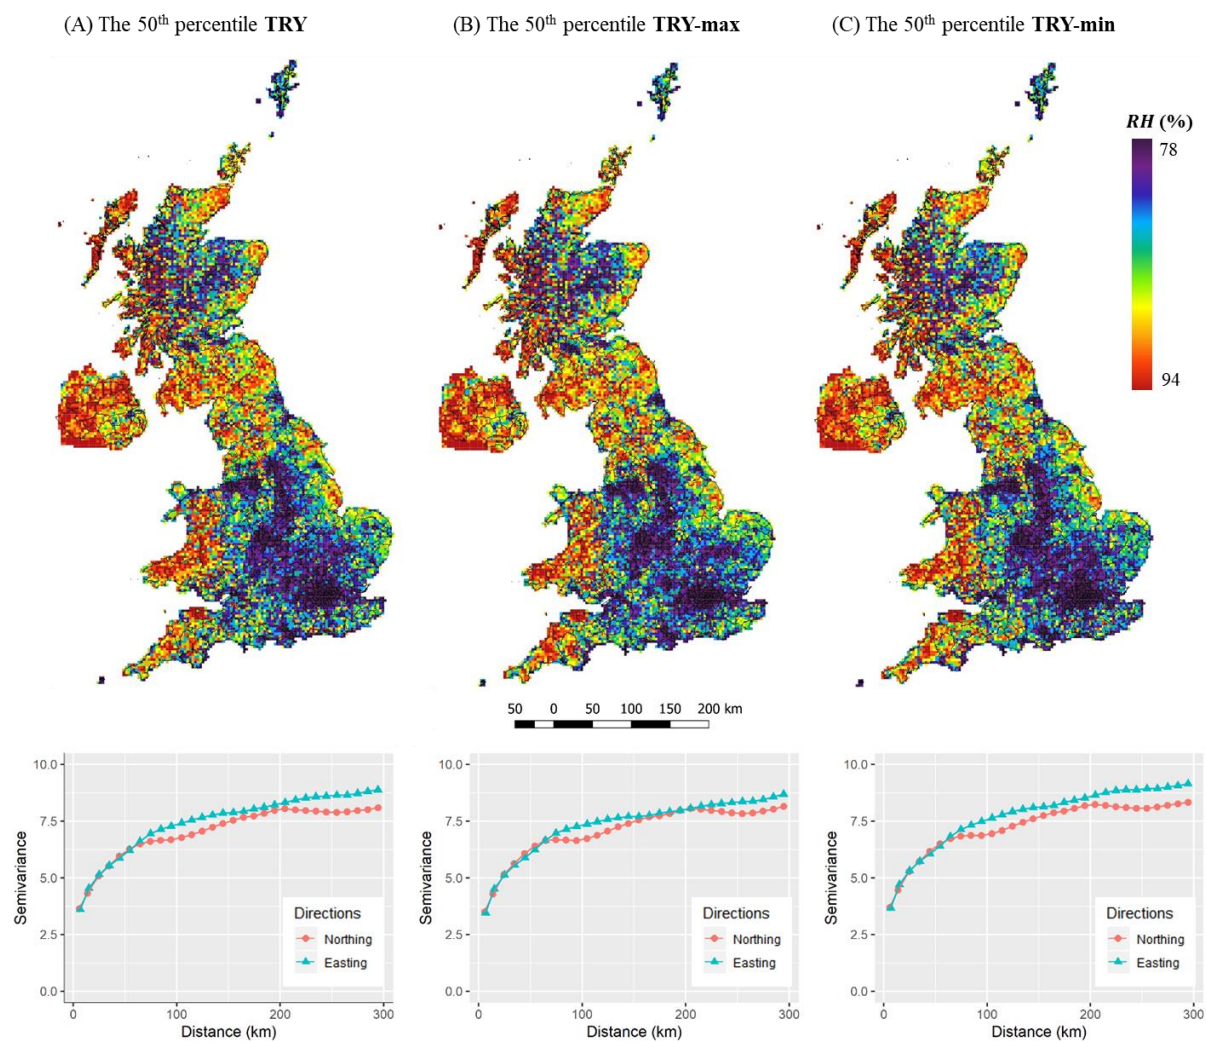 (A) The 50th percentile TRY
(B) The 50th percentile TRY-max
(C) The 50th percentile TRY-min
RH (%)
78
94
50 0 50 100 150 200 km
10.0
7.5
5.0
2.5
0.0
Semivariance
0 100 200 300
Distance (km)
Directions
Northing
Easting
10.0
7.5
5.0
2.5
0.0
Semivariance
0 100 200 300
Distance (km)
Directions
Northing
Easting
10.0
7.5
5.0
2.5
0.0
Semivariance
0 100 200 300
Distance (km)
Directions
Northing
Easting